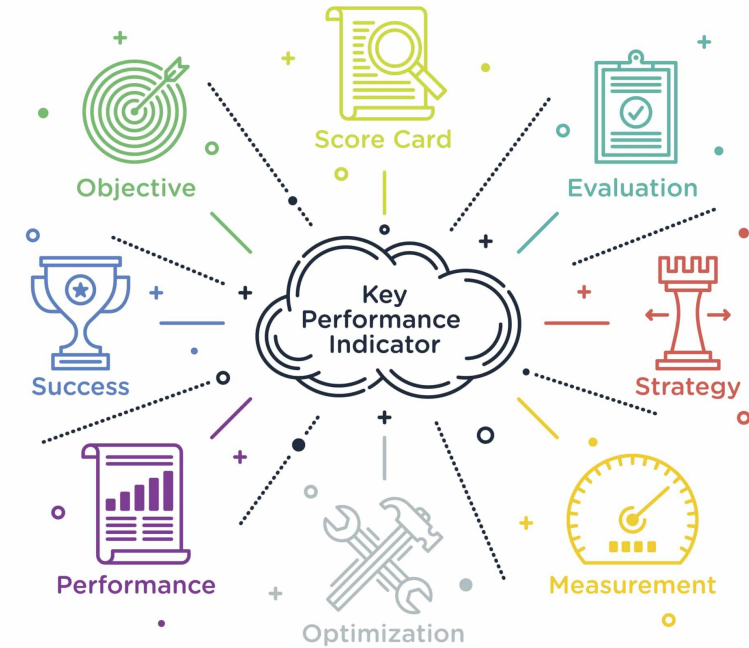 Score Card
Objective
Evaluation
Key
Performance
Indicator
Success
Strategy
Performance
Measurement
Optimization